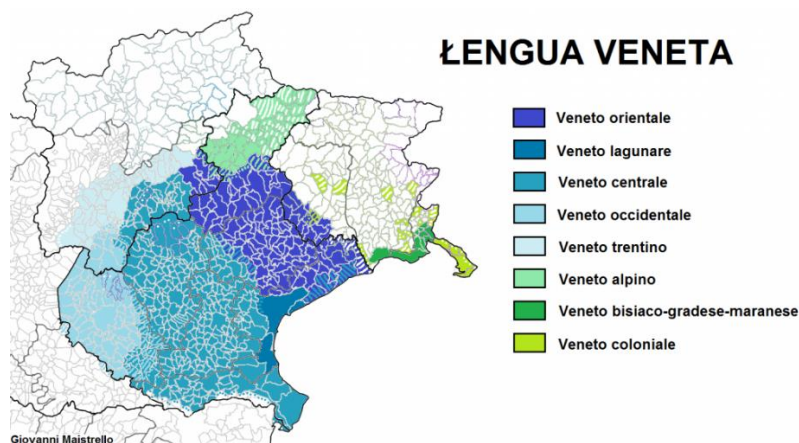 ŁENGUA VENETA
Veneto orientale
Veneto lagunare
Veneto centrale
Veneto occidentale
Veneto trentino
Veneto alpino
Veneto bisiaco-gradese-maranese
Veneto coloniale
Giovanni Maistrello